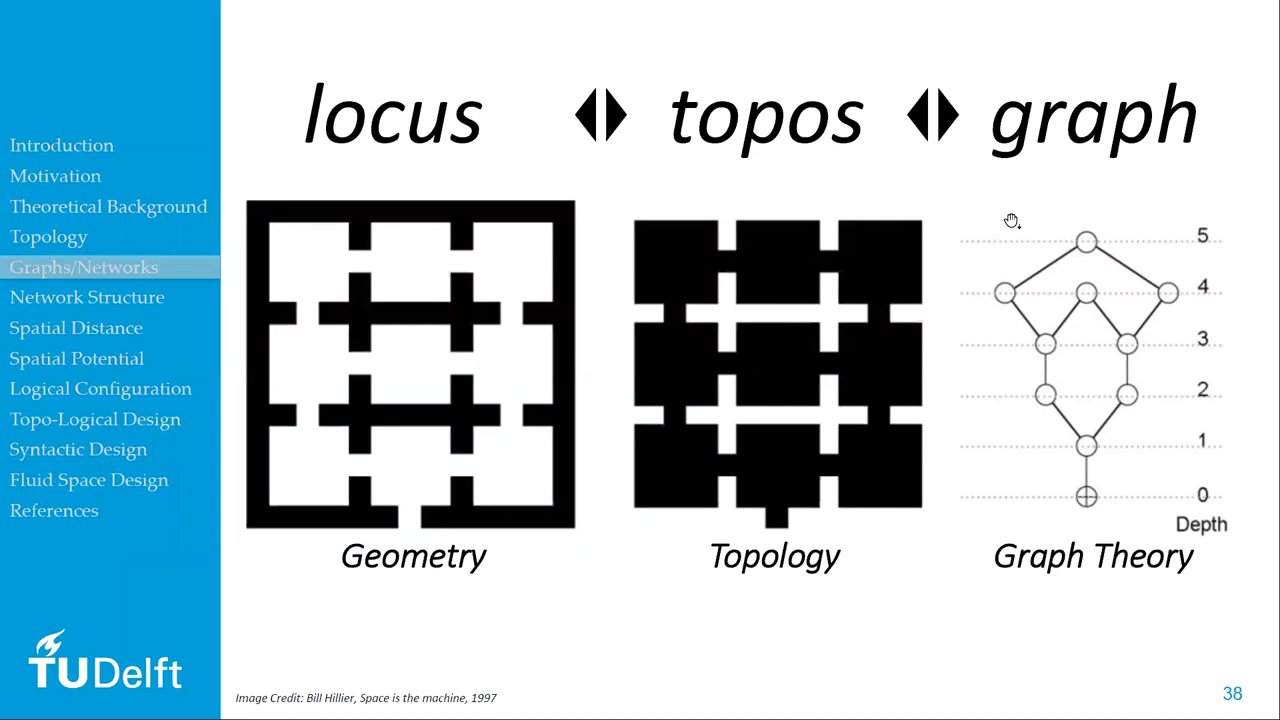 Introduction
Motivation
Theoretical Background
Topology
Graphs/Networks
Network Structure
Spatial Distance
Spatial Potential
Logical Configuration
Topo-Logical Design
Syntactic Design
Fluid Space Design
References
TUDelft
locus topos graph
5
4
3
2
1
0
Depth
Geometry Topology Graph Theory
Image Credit: Bill Hillier, Space is the machine, 1997
38